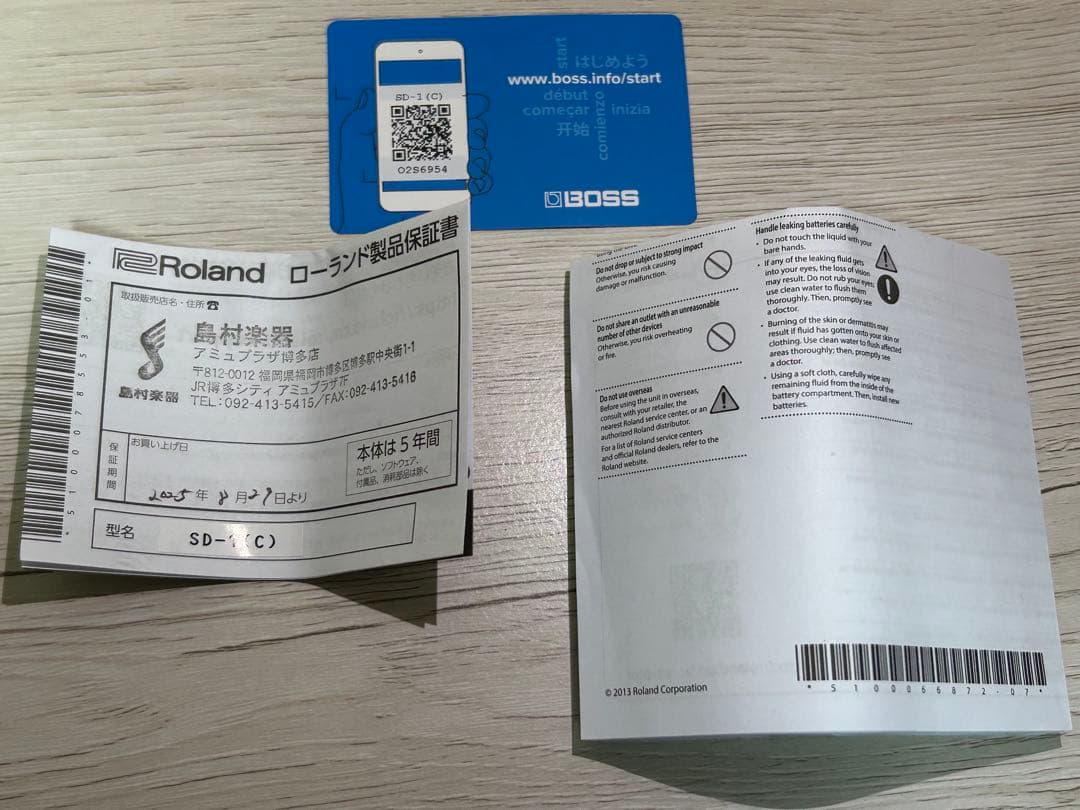 SD-1(C)
02S6954
start
はじめよう
www.boss.info/start
début
começar
comienzo
inizia
开始
BOSS
Roland ローランド製品保証書
取扱販売店名・住所☎
島村楽器
島村楽器
アミュプラザ博多店
〒812-0012 福岡県福岡市博多区博多駅中央街1-1
JR博多シティ アミュプラザ7F
TEL:092-413-5415/FAX:092-413-5416
保証期間
お買い上げ日
2025年8月27日より
本体は5年間
ただし、ソフトウェア、
付属品、消耗部品は除く
型名
SD-1(C)
*5100078553-01*
Do not drop or subject to strong impact
Otherwise, you risk causing
damage or malfunction.
Do not share an outlet with an unreasonable
number of other devices
Otherwise, you risk overheating
or fire.
Do not use overseas
Before using the unit in overseas,
consult with your retailer, the
nearest Roland service center, or an
authorized Roland distributor.
For a list of Roland service centers
and official Roland dealers, refer to the
Roland website.
Handle leaking batteries carefully
• Do not touch the liquid with your
bare hands.
• If any of the leaking fluid gets
into your eyes, the loss of vision
may result. Do not rub your eyes;
use clean water to flush them
thoroughly. Then, promptly see
a doctor.
• Burning of the skin or dermatitis may
result if fluid has gotten onto your skin or
clothing. Use clean water to flush affected
areas thoroughly; then, promptly see
a doctor.
• Using a soft cloth, carefully wipe any
remaining fluid from the inside of the
battery compartment. Then, install new
batteries.
© 2013 Roland Corporation
*5100066872-07*